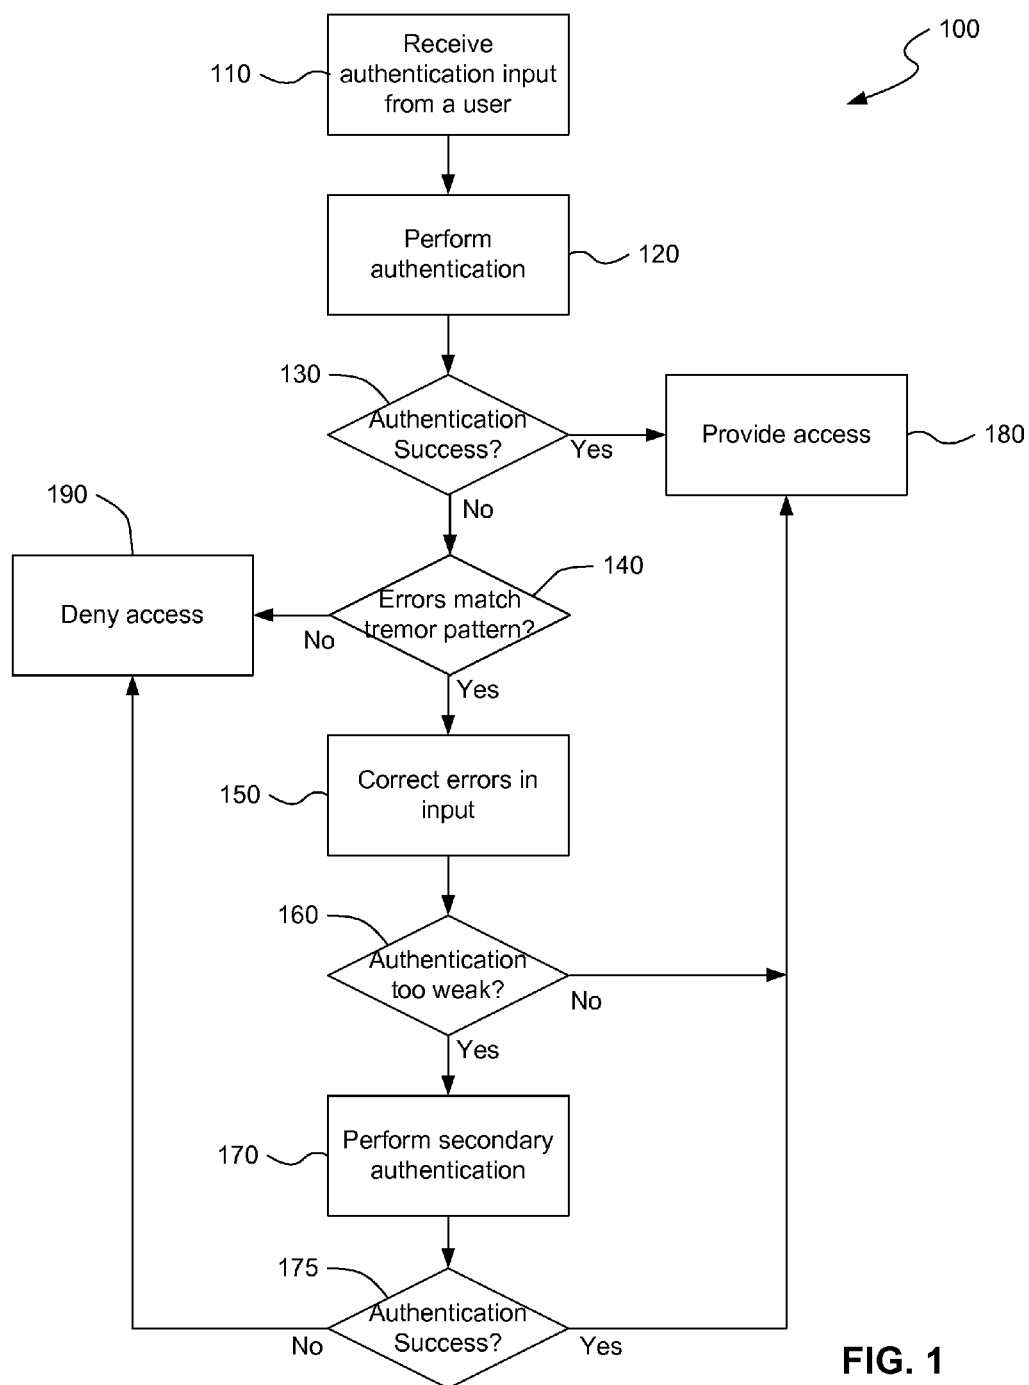 Receive
authentication input
from a user
110
100
Perform
authentication
120
130
Authentication
Success?
Yes
No
Provide access
180
190
Deny access
140
Errors match
tremor pattern?
No
Yes
150
Correct errors in
input
160
Authentication
too weak?
No
Yes
170
Perform secondary
authentication
175
Authentication
Success?
No
Yes
FIG. 1